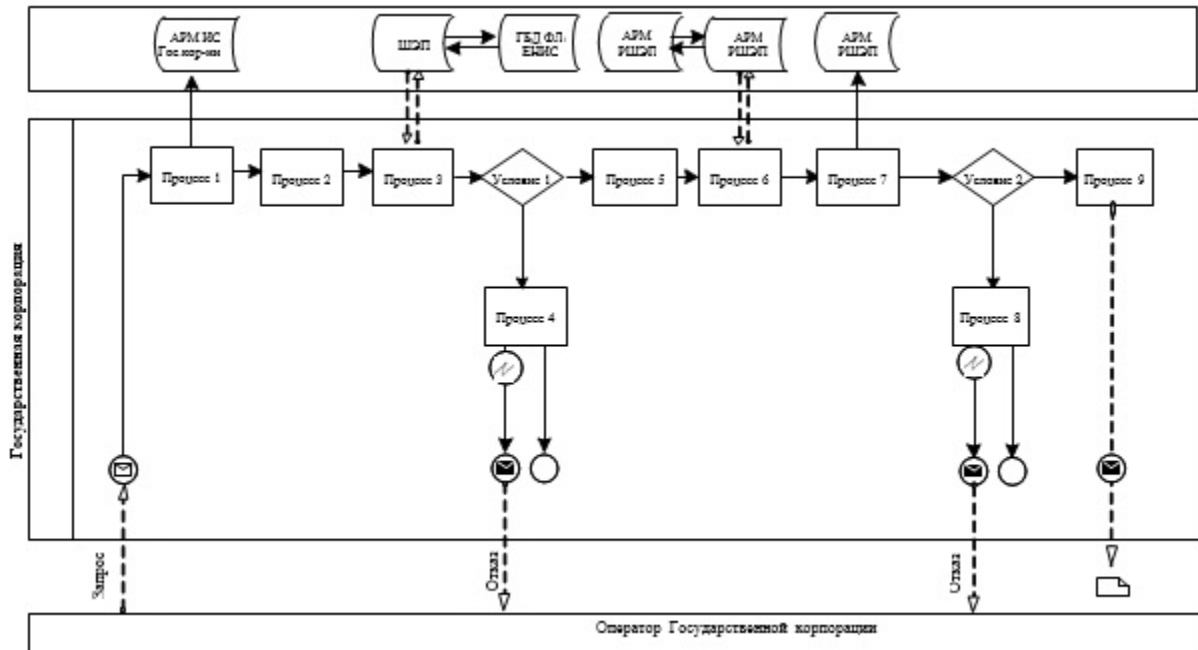 АРМ ИС
Гос.кор-ии
ШЭП
ГБД ФЛ,
ЕНИС
АРМ
РШЭП
АРМ
РШЭП
АРМ
РШЭП
Государственная корпорация
Процесс 1
Процесс 2
Процесс 3
Условие 1
Процесс 5
Процесс 6
Процесс 7
Условие 2
Процесс 9
Процесс 4
Процесс 8
Запрос
Отказ
Отказ
Оператор Государственной корпорации